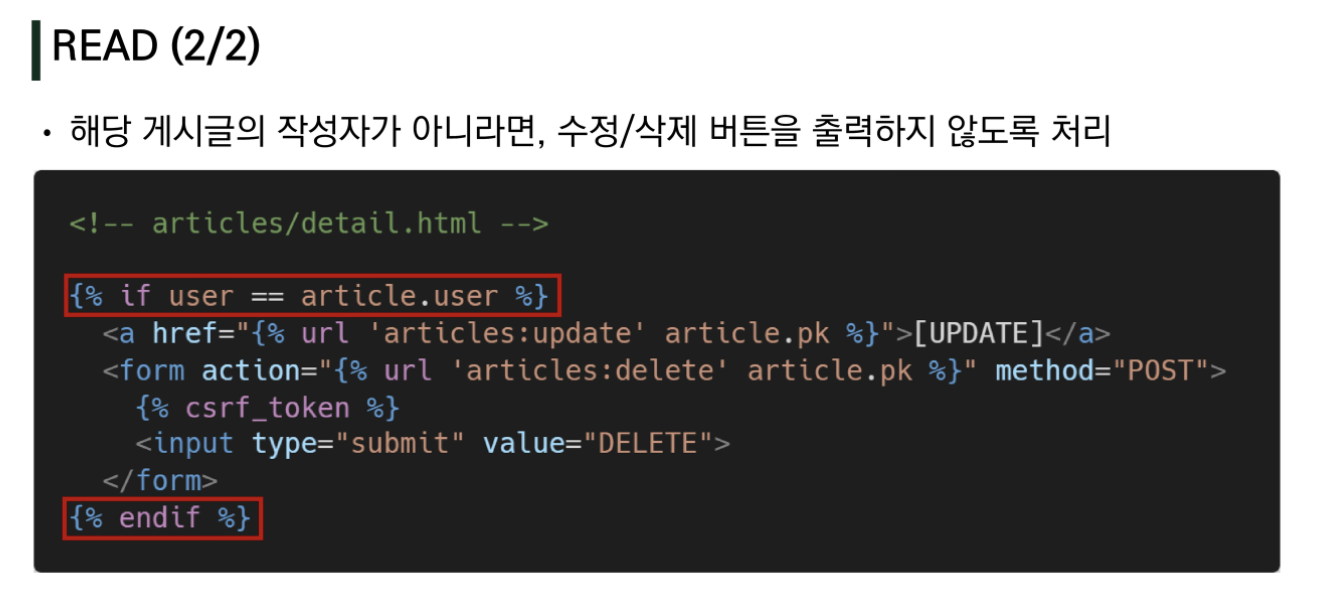 READ (2/2)
• 해당 게시글의 작성자가 아니라면, 수정/삭제 버튼을 출력하지 않도록 처리
<!-- articles/detail.html -->
{% if user == article.user %}
<a href="{% url 'articles:update' article.pk %}">[UPDATE]</a>
<form action="{% url 'articles:delete' article.pk %}" method="POST">
{% csrf_token %}
<input type="submit" value="DELETE">
</form>
{% endif %}